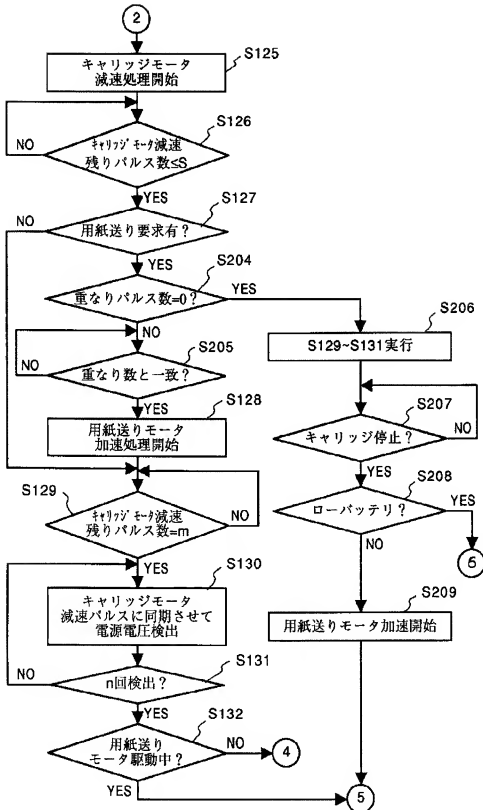 2
キャリッジモータ
減速処理開始
S125
S126
キャリッジモータ減速
残りパルス数≤S
NO
YES
S127
NO
用紙送り要求有?
YES
S204
重なりパルス数=0?
YES
NO
S205
NO
重なり数と一致?
YES
S128
用紙送りモータ
加速処理開始
S129
キャリッジモータ減速
残りパルス数=m
NO
YES
S130
キャリッジモータ
減速パルスに同期させて
電源電圧検出
S131
NO
n回検出?
YES
S132
用紙送り
モータ駆動中?
NO
4
YES
5
S206
S129~S131実行
S207
キャリッジ停止?
NO
YES
S208
ローバッテリ?
YES
6
NO
S209
用紙送りモータ加速開始